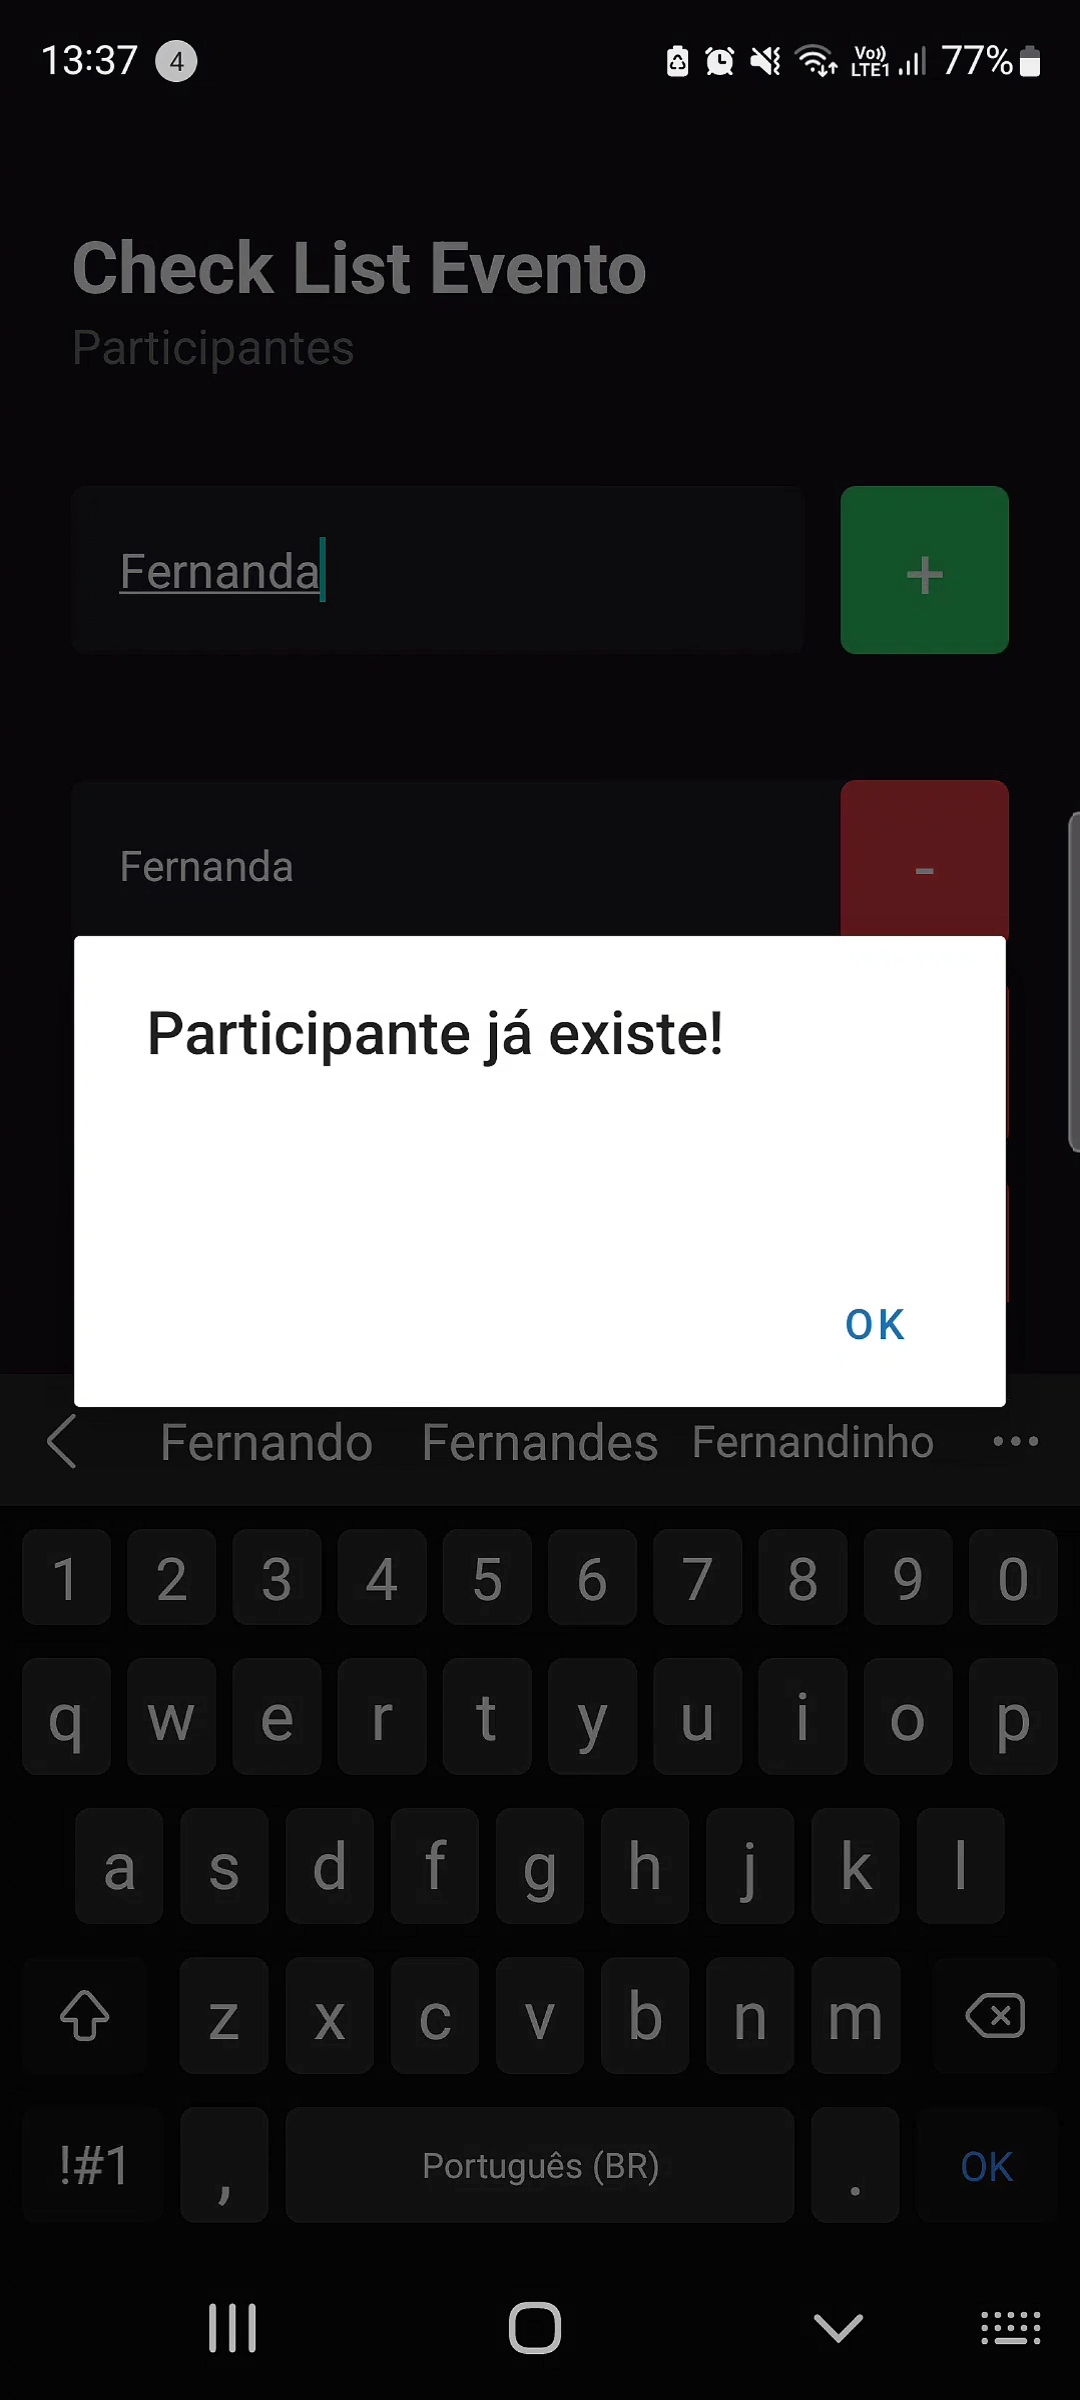 13:37 4 Vo)) LTE1 77%
Check List Evento
Participantes
Fernanda +
Fernanda -
Participante já existe!
OK
Fernando Fernandes Fernandinho ...
1 2 3 4 5 6 7 8 9 0
q w e r t y u i o p
a s d f g h j k l
z x c v b n m
!#1 , Português (BR) . OK